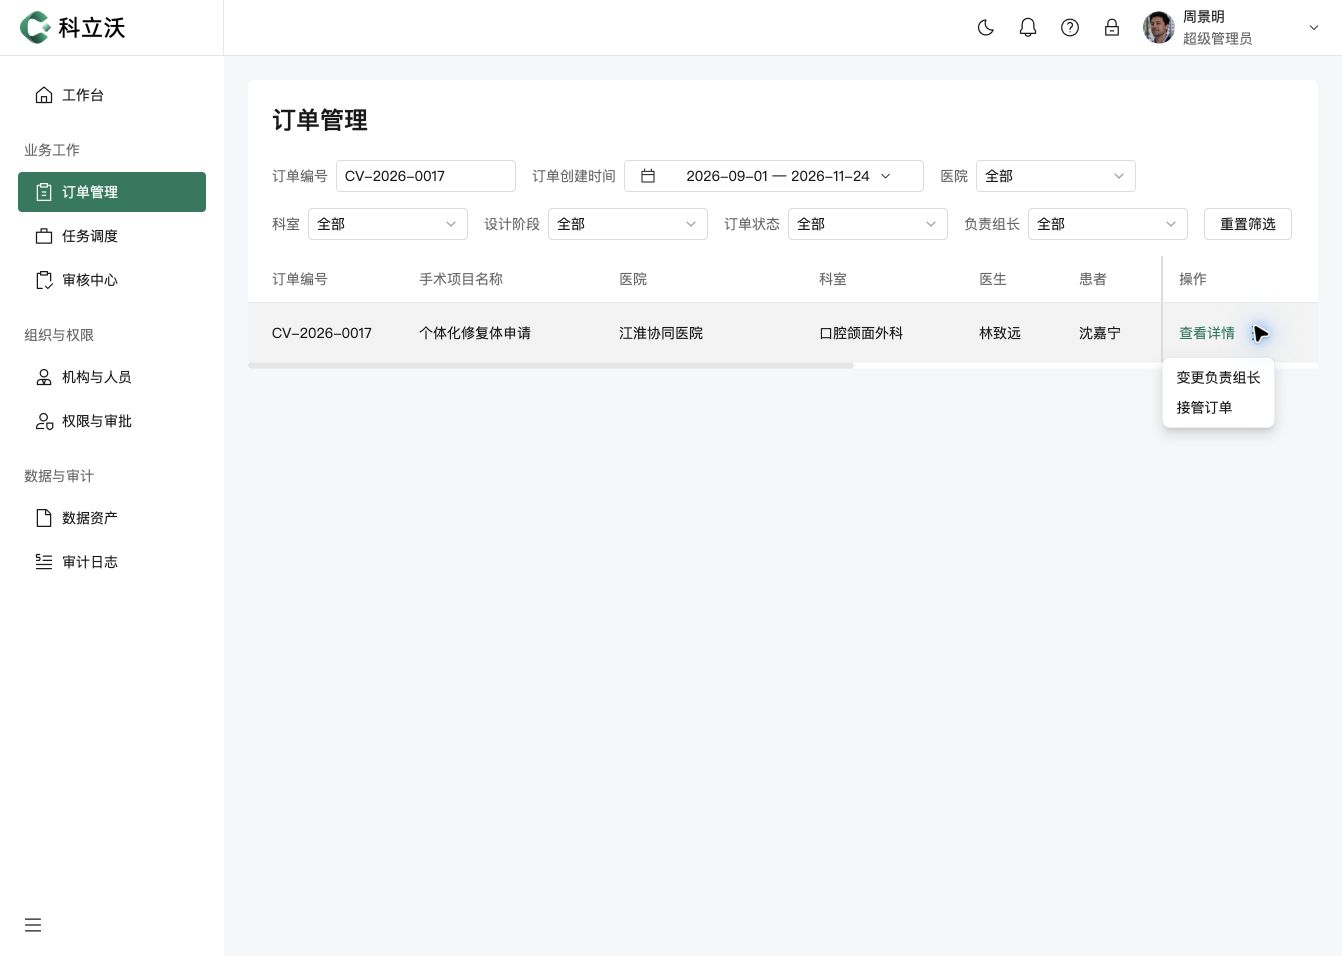 科立沃
周景明
超级管理员
工作台
业务工作
订单管理
任务调度
审核中心
组织与权限
机构与人员
权限与审批
数据与审计
数据资产
审计日志
订单管理
订单编号 CV-2026-0017 订单创建时间 2026-09-01 — 2026-11-24 医院 全部
科室 全部 设计阶段 全部 订单状态 全部 负责组长 全部 重置筛选
订单编号 手术项目名称 医院 科室 医生 患者 操作
CV-2026-0017 个体化修复体申请 江淮协同医院 口腔颌面外科 林致远 沈嘉宁 查看详情
变更负责组长
接管订单